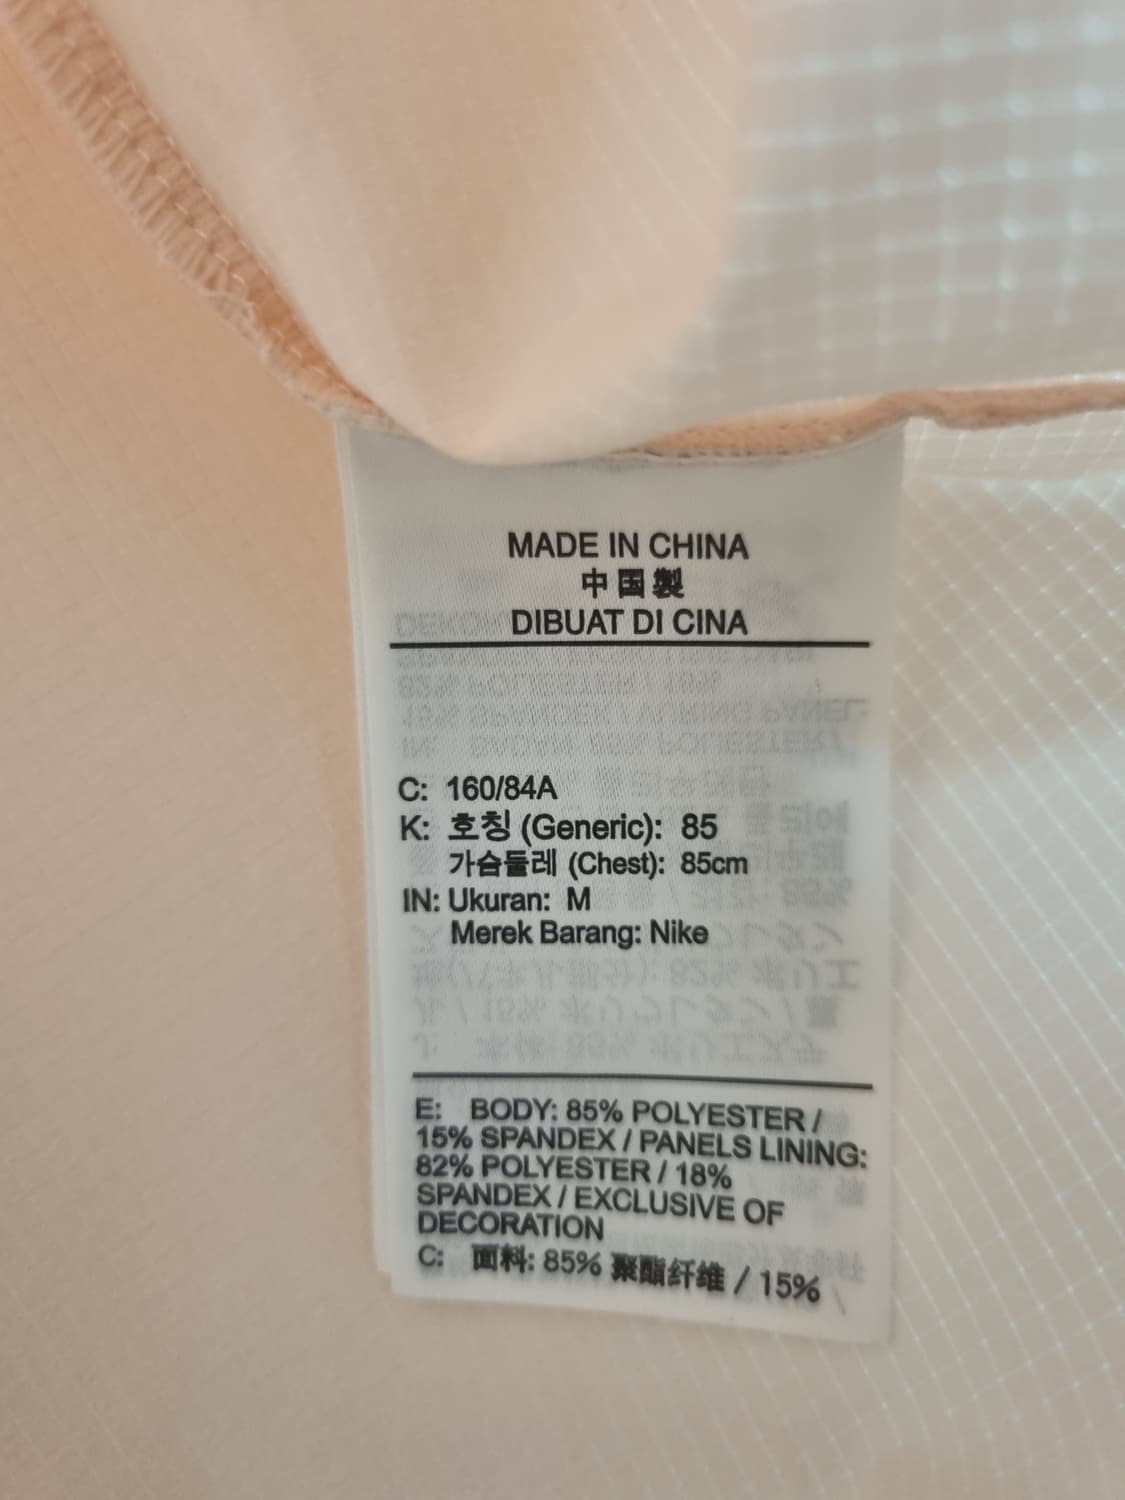 MADE IN CHINA
中国製
DIBUAT DI CINA
C: 160/84A
K: 호칭 (Generic): 85
가슴둘레 (Chest): 85cm
IN: Ukuran: M
Merek Barang: Nike
E: BODY: 85% POLYESTER /
15% SPANDEX / PANELS LINING:
82% POLYESTER / 18%
SPANDEX / EXCLUSIVE OF
DECORATION
C: 面料: 85% 聚酯纤维 / 15%